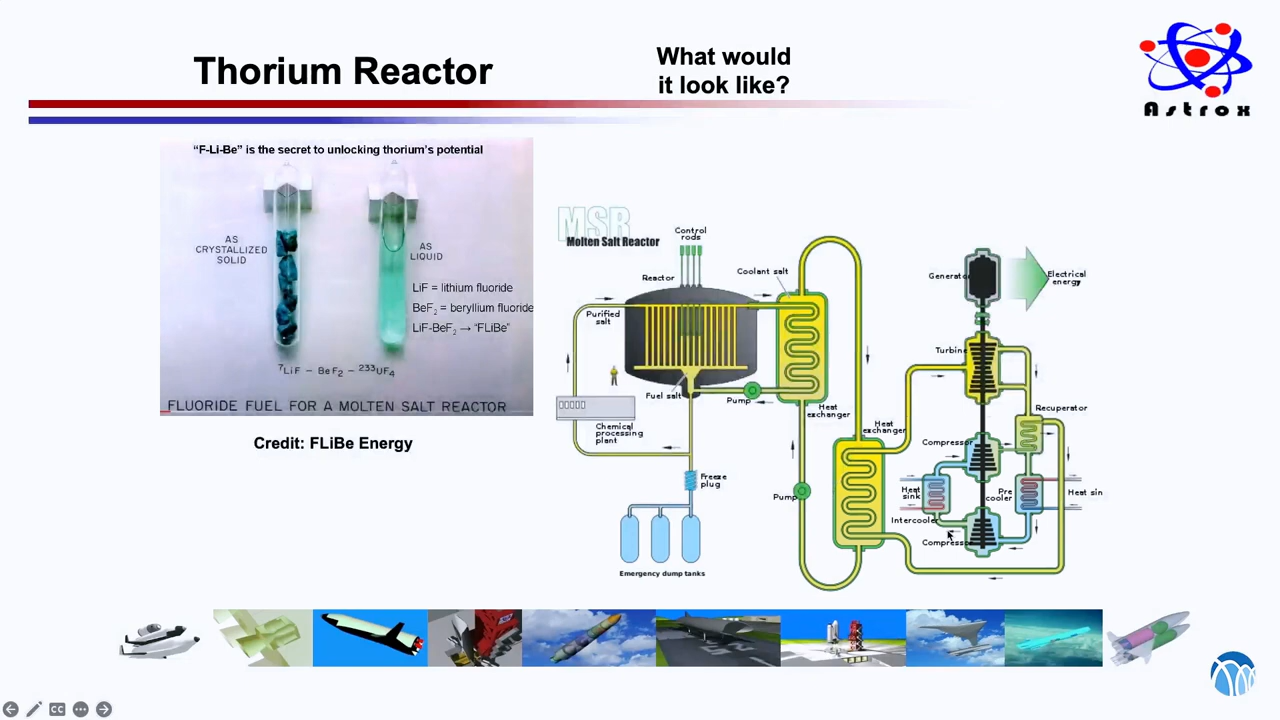 Thorium Reactor
What would
it look like?
Astrox
“F-Li-Be” is the secret to unlocking thorium’s potential
AS
CRYSTALLIZED
SOLID
AS
LIQUID
LiF = lithium fluoride
BeF2 = beryllium fluoride
LiF-BeF2 → “FLiBe”
7LiF – BeF2 – 233UF4
FLUORIDE FUEL FOR A MOLTEN SALT REACTOR
Credit: FLiBe Energy
MSR
Molten Salt Reactor
Control
rods
Reactor
Coolant salt
Purified
salt
Fuel salt
Pump
Chemical
processing
plant
Freeze
plug
Emergency dump tanks
Heat
exchanger
Pump
Heat
exchanger
Generator
Electrical
energy
Turbine
Recuperator
Compressor
Heat
sink
Pre
cooler
Heat sin
Intercooler
Compressor
52
CC